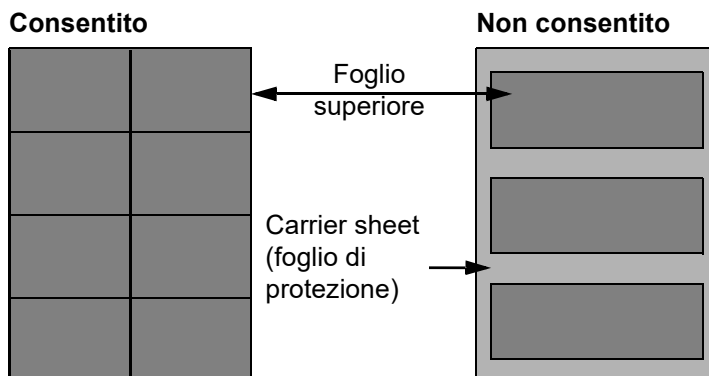 Consentito
Non consentito
Foglio
superiore
Carrier sheet
(foglio di
protezione)